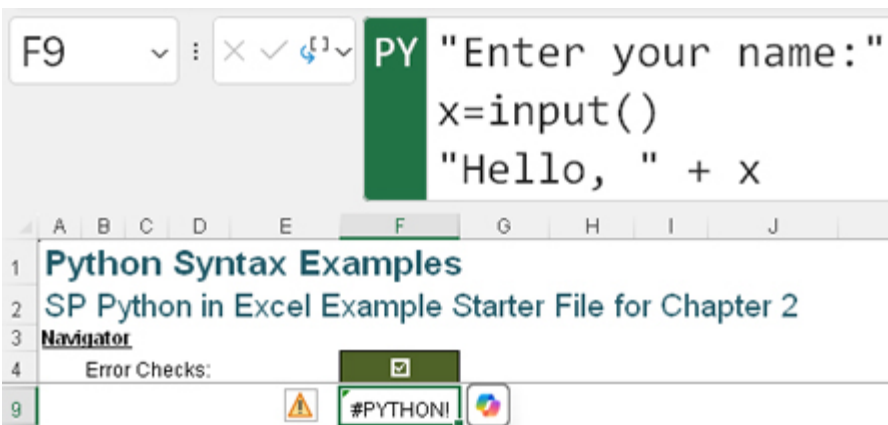 F9
PY "Enter your name:"
x=input()
"Hello, " + x
A B C D E F G H I J
1 Python Syntax Examples
2 SP Python in Excel Example Starter File for Chapter 2
3 Navigator
4 Error Checks:
9 #PYTHON!